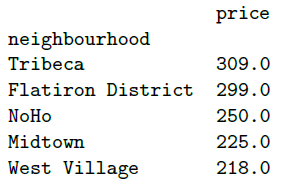 price
neighbourhood
Tribeca 309.0
Flatiron District 299.0
NoHo 250.0
Midtown 225.0
West Village 218.0